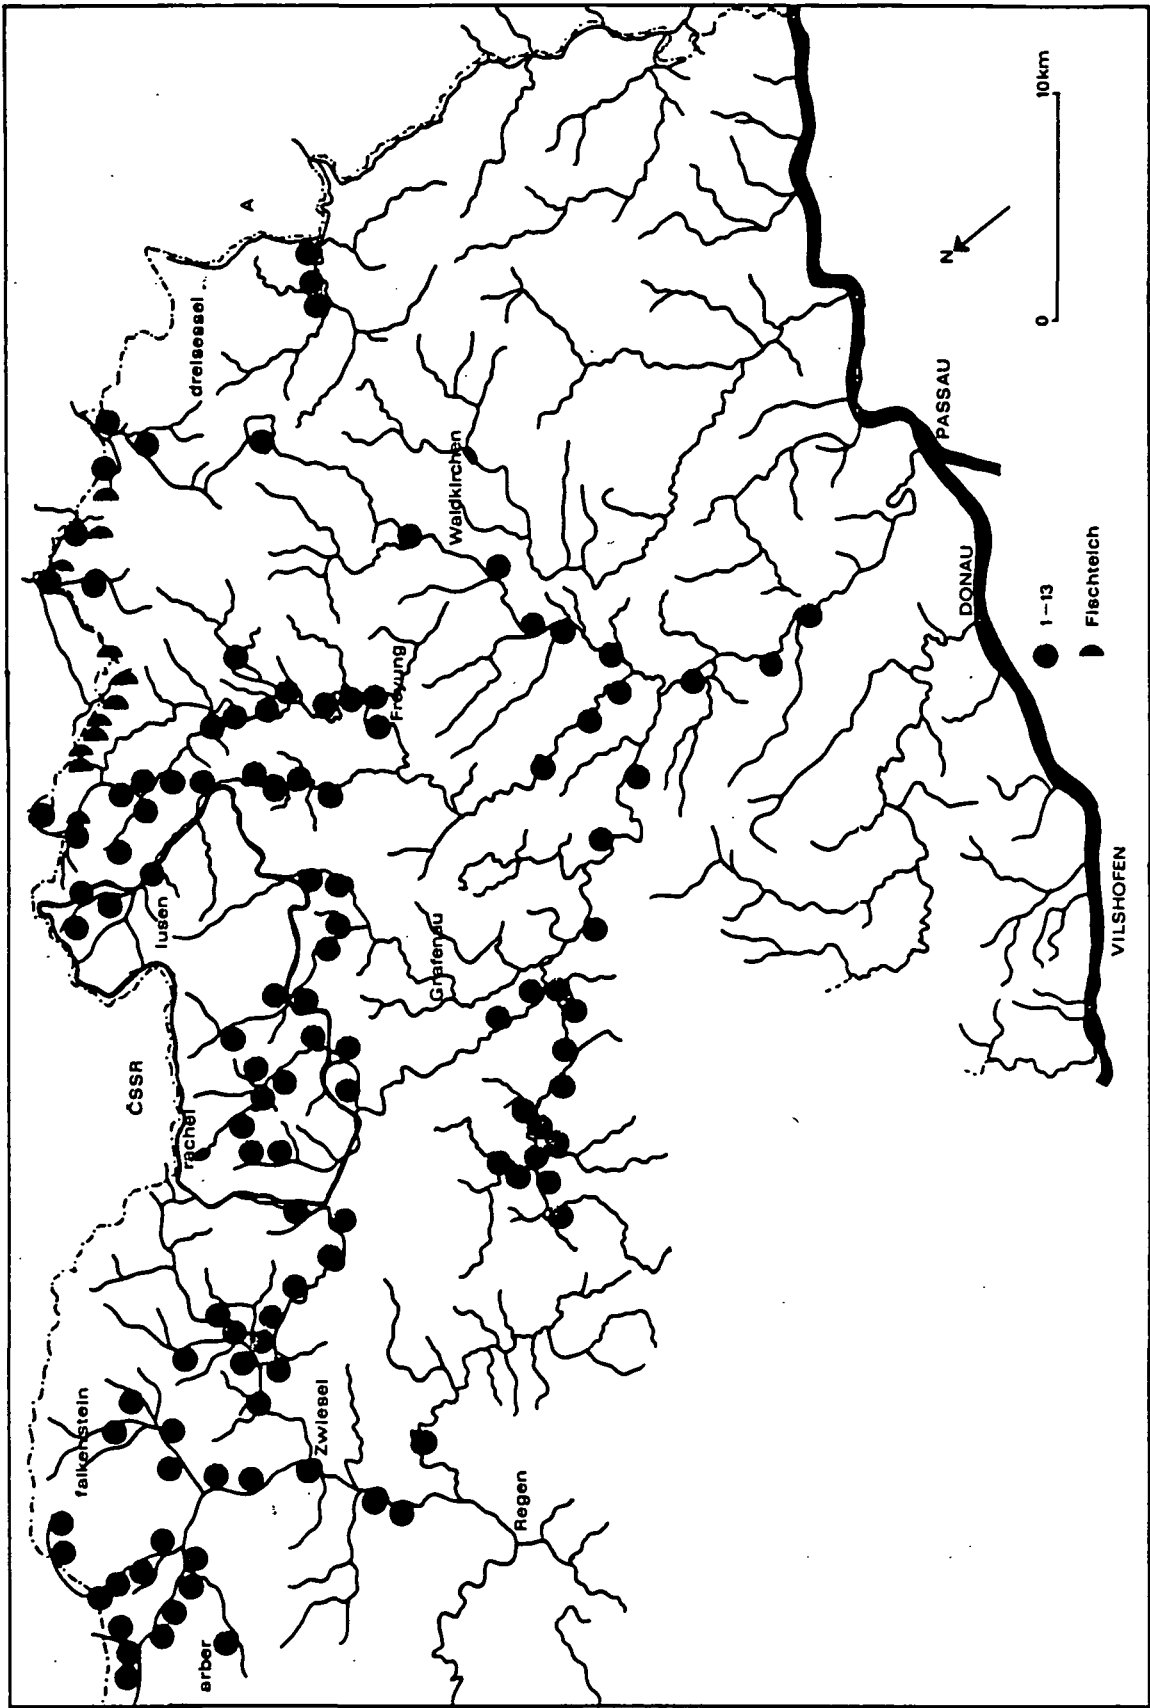 arber
falkenstein
Zwiesel
Regen
rachel
ČSSR
lusen
Grafenau
Freyung
Waldkirchen
dreisessel
A
VILSHOFEN
DONAU
PASSAU
1–13
Fischteich
N
0 10km